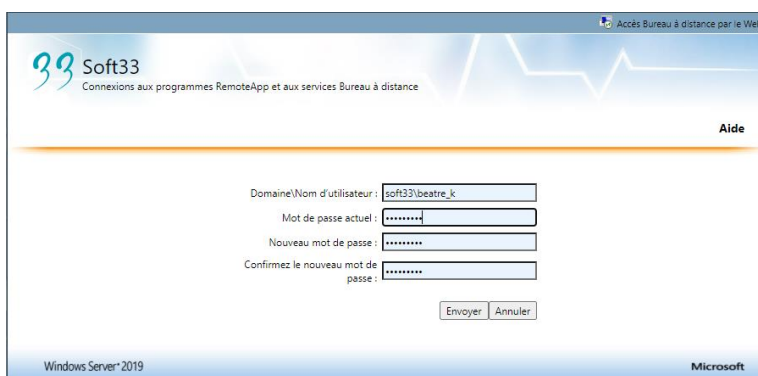 Accès Bureau à distance par le Web
33 Soft33
Connexions aux programmes RemoteApp et aux services Bureau à distance
Aide
Domaine\Nom d'utilisateur : soft33\beatre_k
Mot de passe actuel : •••••••••
Nouveau mot de passe : •••••••••
Confirmez le nouveau mot de
passe : •••••••••
Envoyer Annuler
Windows Server 2019 Microsoft